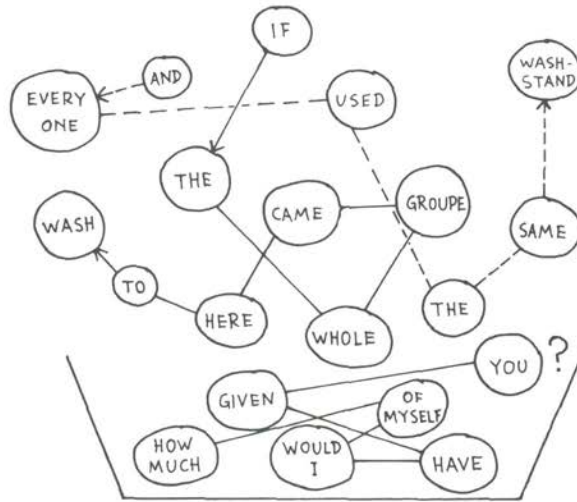 IF
THE
WHOLE
GROUPE
CAME
HERE
TO
WASH
AND
EVERY
ONE
USED
THE
SAME
WASH-
STAND
HOW
MUCH
OF
MYSELF
WOULD
I
HAVE
GIVEN
YOU
?